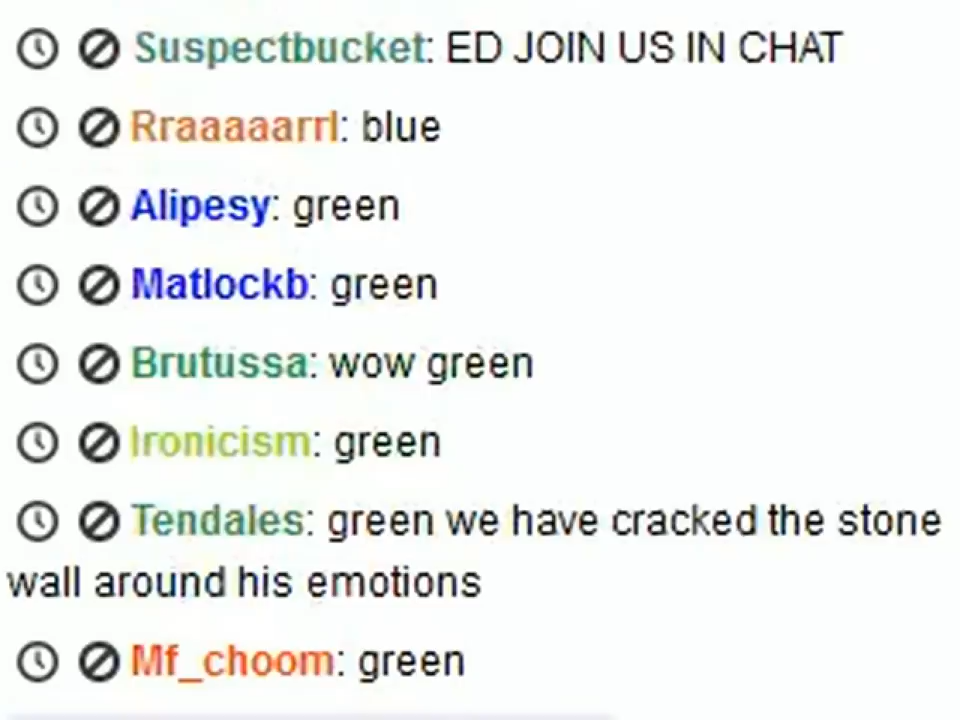 Suspectbucket: ED JOIN US IN CHAT
Rraaaaarrl: blue
Alipesy: green
Matlockb: green
Brutussa: wow green
Ironicism: green
Tendales: green we have cracked the stone
wall around his emotions
Mf_choom: green